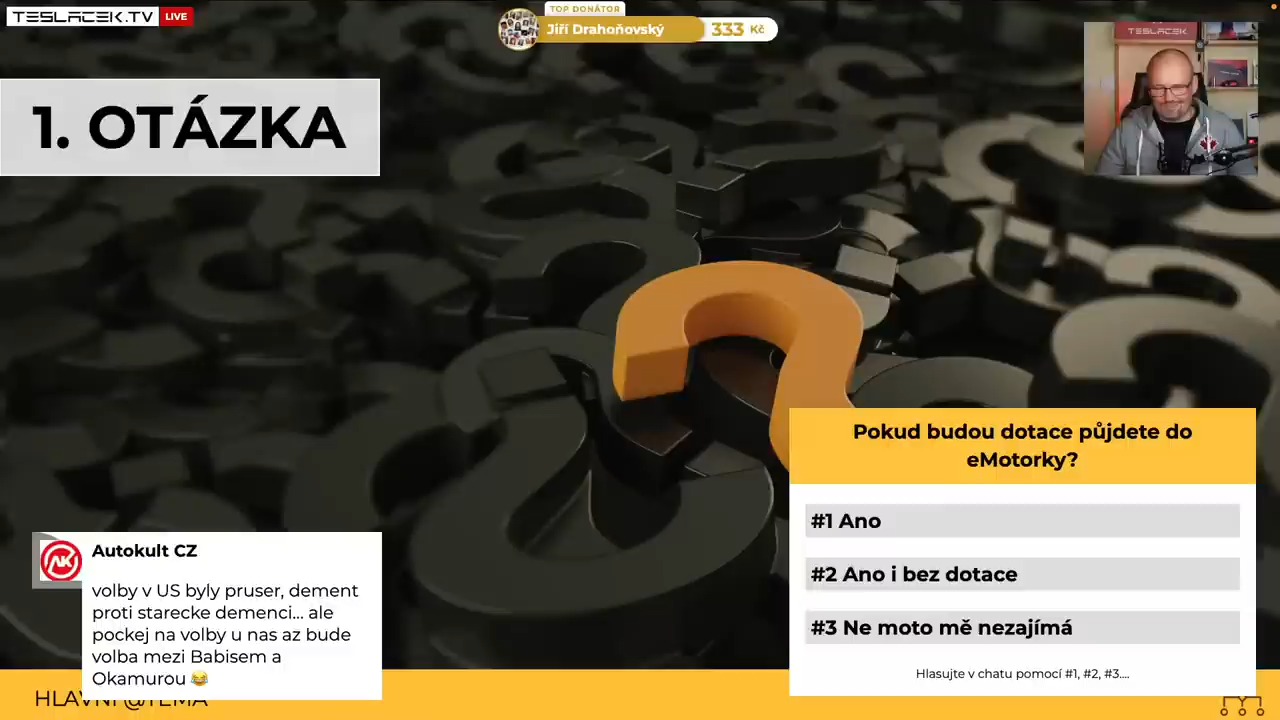 TESLACEK.TV LIVE
TOP DONÁTOR
Jiří Drahoňovský 333 Kč
TESLACEK
1. OTÁZKA
Pokud budou dotace půjdete do
eMotorky?
#1 Ano
#2 Ano i bez dotace
#3 Ne moto mě nezajímá
Hlasujte v chatu pomocí #1, #2, #3....
AK
Autokult CZ
volby v US byly pruser, dement
proti starecke demenci... ale
pockej na volby u nas az bude
volba mezi Babisem a
Okamurou 😂
HLAVNÍ @TÉMA